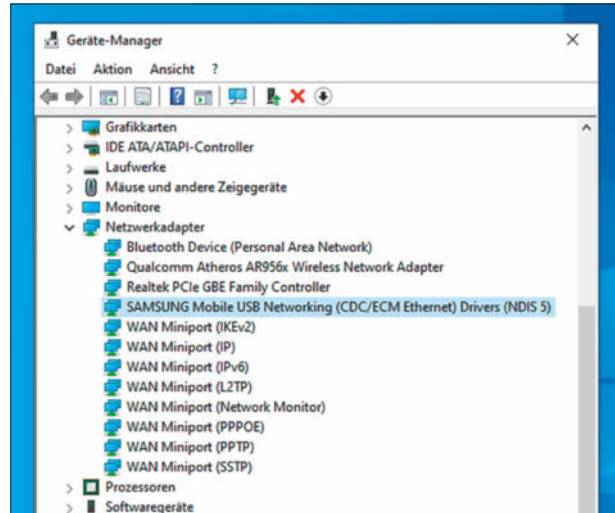 Geräte-Manager
Datei Aktion Ansicht ?
Grafikkarten
IDE ATA/ATAPI-Controller
Laufwerke
Mäuse und andere Zeigegeräte
Monitore
Netzwerkadapter
Bluetooth Device (Personal Area Network)
Qualcomm Atheros AR956x Wireless Network Adapter
Realtek PCIe GBE Family Controller
SAMSUNG Mobile USB Networking (CDC/ECM Ethernet) Drivers (NDIS 5)
WAN Miniport (IKEv2)
WAN Miniport (IP)
WAN Miniport (IPv6)
WAN Miniport (L2TP)
WAN Miniport (Network Monitor)
WAN Miniport (PPPOE)
WAN Miniport (PPTP)
WAN Miniport (SSTP)
Prozessoren
Softwaregeräte